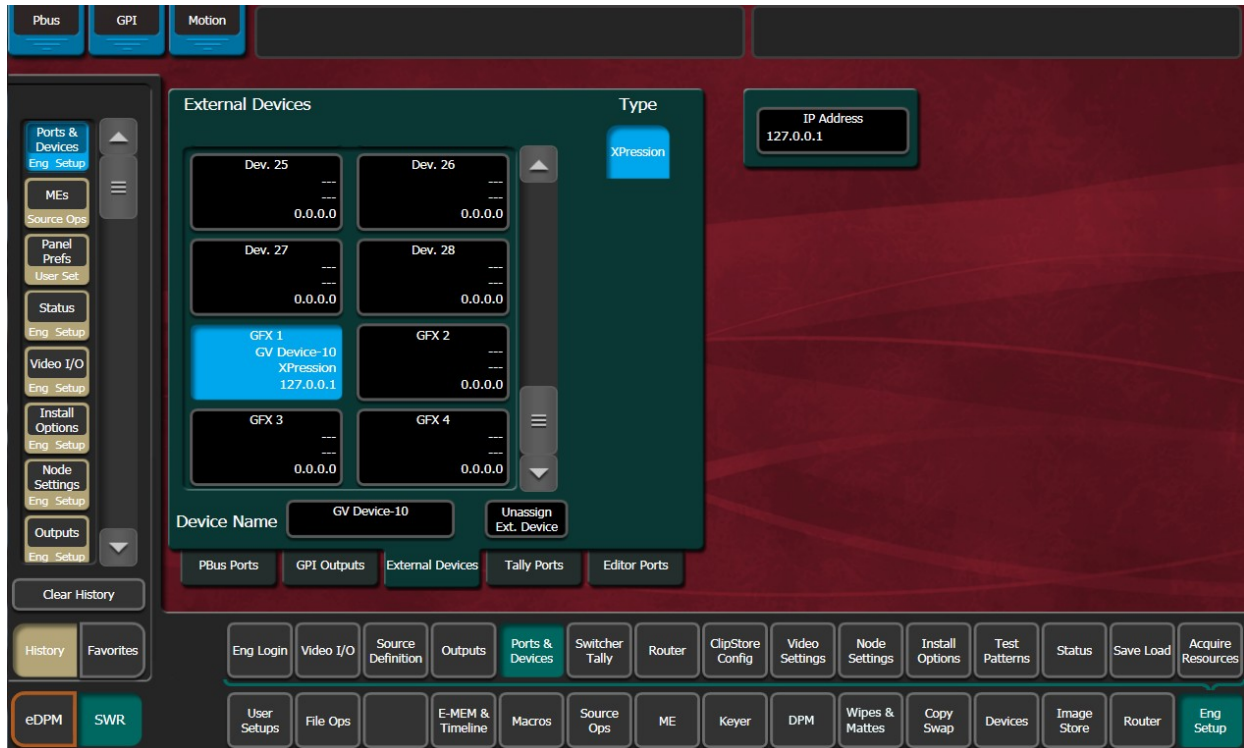 Pbus
GPI
Motion
Ports &
Devices
Eng Setup
MEs
Source Ops
Panel
Prefs
User Set
Status
Eng Setup
Video I/O
Eng Setup
Install
Options
Eng Setup
Node
Settings
Eng Setup
Outputs
Eng Setup
Clear History
History
Favorites
eDPM
SWR
External Devices
Type
XPression
Dev. 25
---
---
0.0.0.0
Dev. 26
---
---
0.0.0.0
Dev. 27
---
---
0.0.0.0
Dev. 28
---
---
0.0.0.0
GFX 1
GV Device-10
XPression
127.0.0.1
GFX 2
---
---
0.0.0.0
GFX 3
---
---
0.0.0.0
GFX 4
---
---
0.0.0.0
Device Name
GV Device-10
Unassign
Ext. Device
PBus Ports
GPI Outputs
External Devices
Tally Ports
Editor Ports
IP Address
127.0.0.1
Eng Login
Video I/O
Source
Definition
Outputs
Ports &
Devices
Switcher
Tally
Router
ClipStore
Config
Video
Settings
Node
Settings
Install
Options
Test
Patterns
Status
Save Load
Acquire
Resources
User
Setups
File Ops
E-MEM &
Timeline
Macros
Source
Ops
ME
Keyer
DPM
Wipes &
Mattes
Copy
Swap
Devices
Image
Store
Router
Eng
Setup